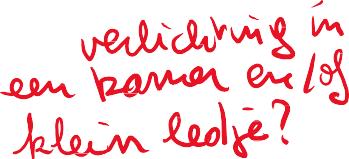 verlichting in
een kamer en/of
klein ledje?